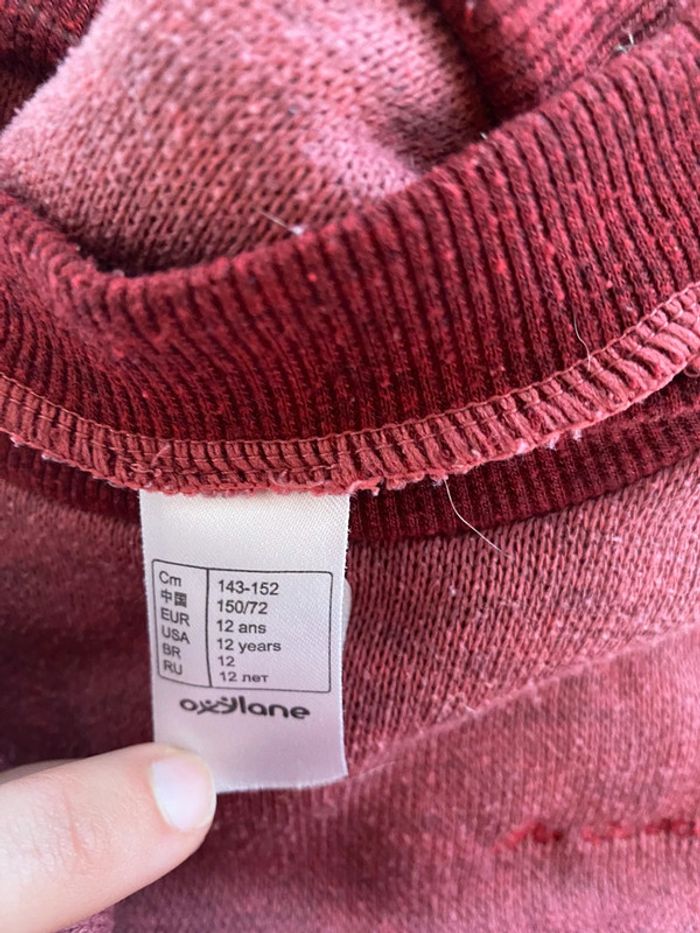 Cm 143-152
中国 150/72
EUR 12 ans
USA 12 years
BR 12
RU 12 лет
oxylane